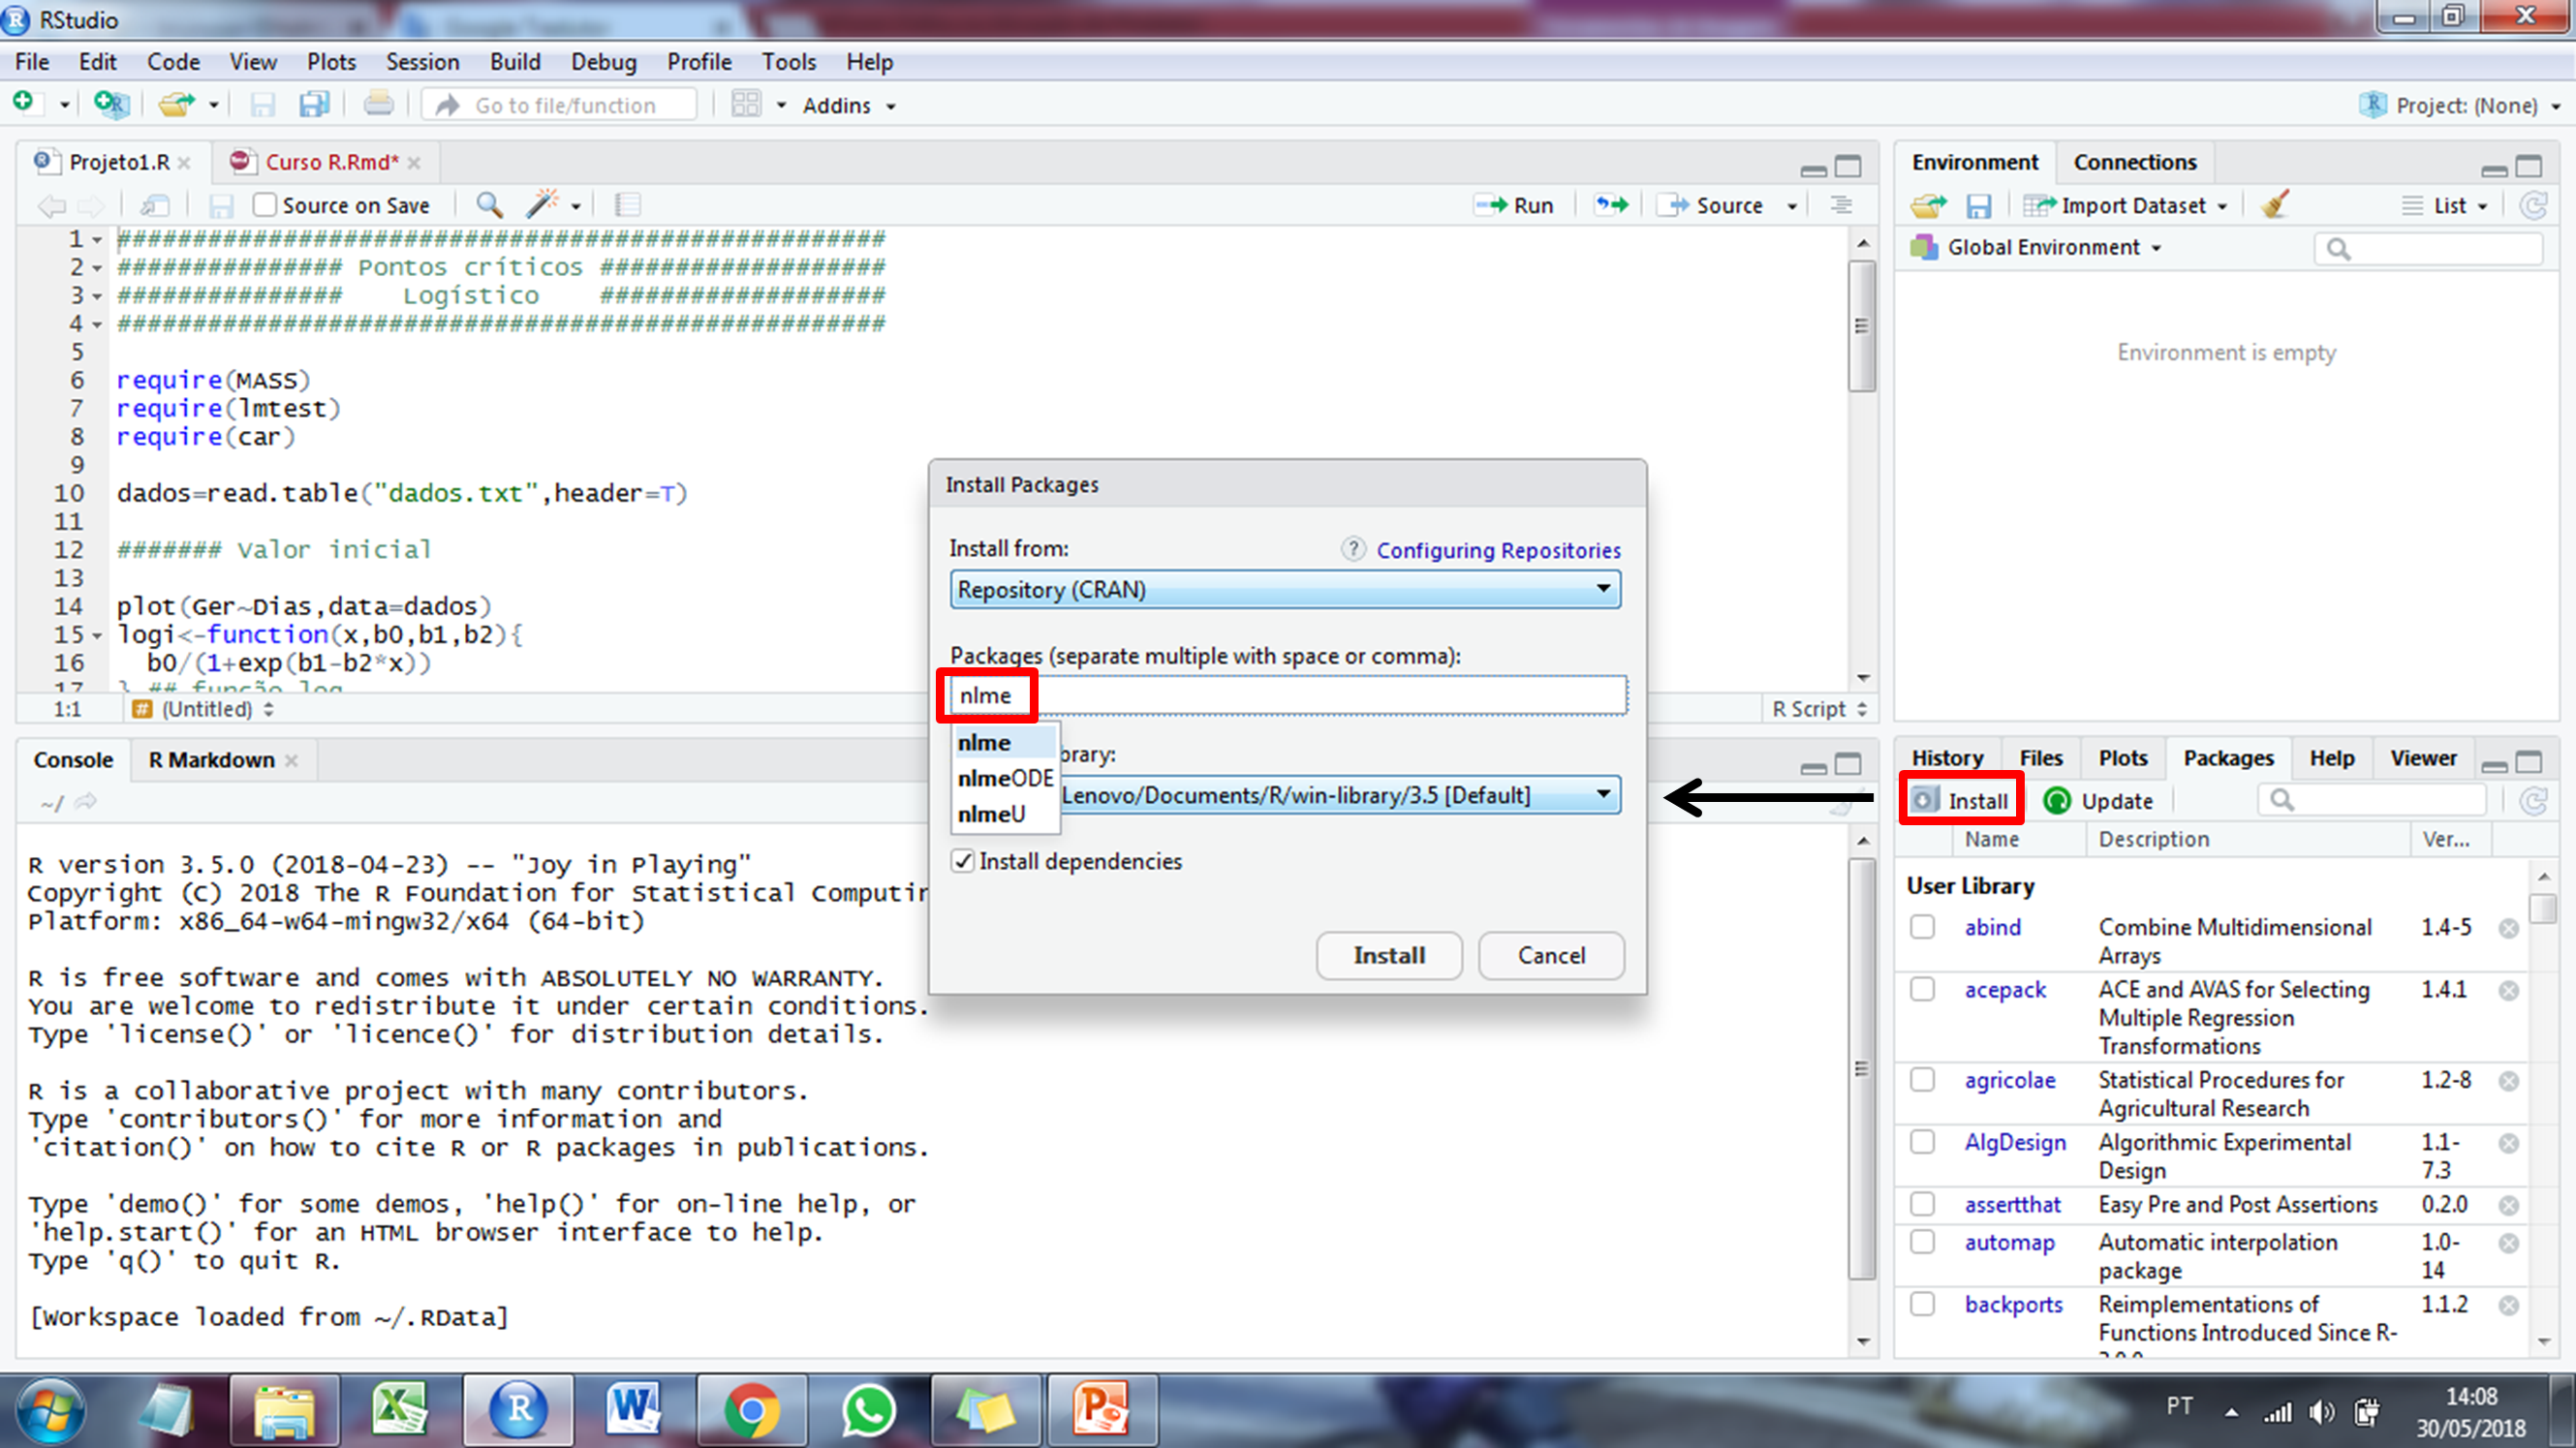 RStudio
File Edit Code View Plots Session Build Debug Profile Tools Help
Go to file/function Addins Project: (None)
Projeto1.R Curso R.Rmd*
Source on Save Run Source
1 ###################################################
2 ############### Pontos críticos ###################
3 ############### Logístico ###################
4 ###################################################
5
6 require(MASS)
7 require(lmtest)
8 require(car)
9
10 dados=read.table("dados.txt",header=T)
11
12 ####### Valor inicial
13
14 plot(Ger~Dias,data=dados)
15 logi<-function(x,b0,b1,b2){
16 b0/(1+exp(b1-b2*x))
17 } ## função log
1:1 (Untitled) R Script
Environment Connections
Import Dataset List
Global Environment
Environment is empty
Install Packages
Install from: ? Configuring Repositories
Repository (CRAN)
Packages (separate multiple with space or comma):
nlme
nlme
nlmeODE
nlmeU
brary:
Lenovo/Documents/R/win-library/3.5 [Default]
Install dependencies
Install Cancel
Console R Markdown
~/
R version 3.5.0 (2018-04-23) -- "Joy in Playing"
Copyright (C) 2018 The R Foundation for Statistical Computin
Platform: x86_64-w64-mingw32/x64 (64-bit)
R is free software and comes with ABSOLUTELY NO WARRANTY.
You are welcome to redistribute it under certain conditions.
Type 'license()' or 'licence()' for distribution details.
R is a collaborative project with many contributors.
Type 'contributors()' for more information and
'citation()' on how to cite R or R packages in publications.
Type 'demo()' for some demos, 'help()' for on-line help, or
'help.start()' for an HTML browser interface to help.
Type 'q()' to quit R.
[Workspace loaded from ~/.RData]
History Files Plots Packages Help Viewer
Install Update
Name Description Ver...
User Library
abind Combine Multidimensional 1.4-5
Arrays
acepack ACE and AVAS for Selecting 1.4.1
Multiple Regression
Transformations
agricolae Statistical Procedures for 1.2-8
Agricultural Research
AlgDesign Algorithmic Experimental 1.1-
Design 7.3
assertthat Easy Pre and Post Assertions 0.2.0
automap Automatic interpolation 1.0-
package 14
backports Reimplementations of 1.1.2
Functions Introduced Since R-
PT 14:08
30/05/2018